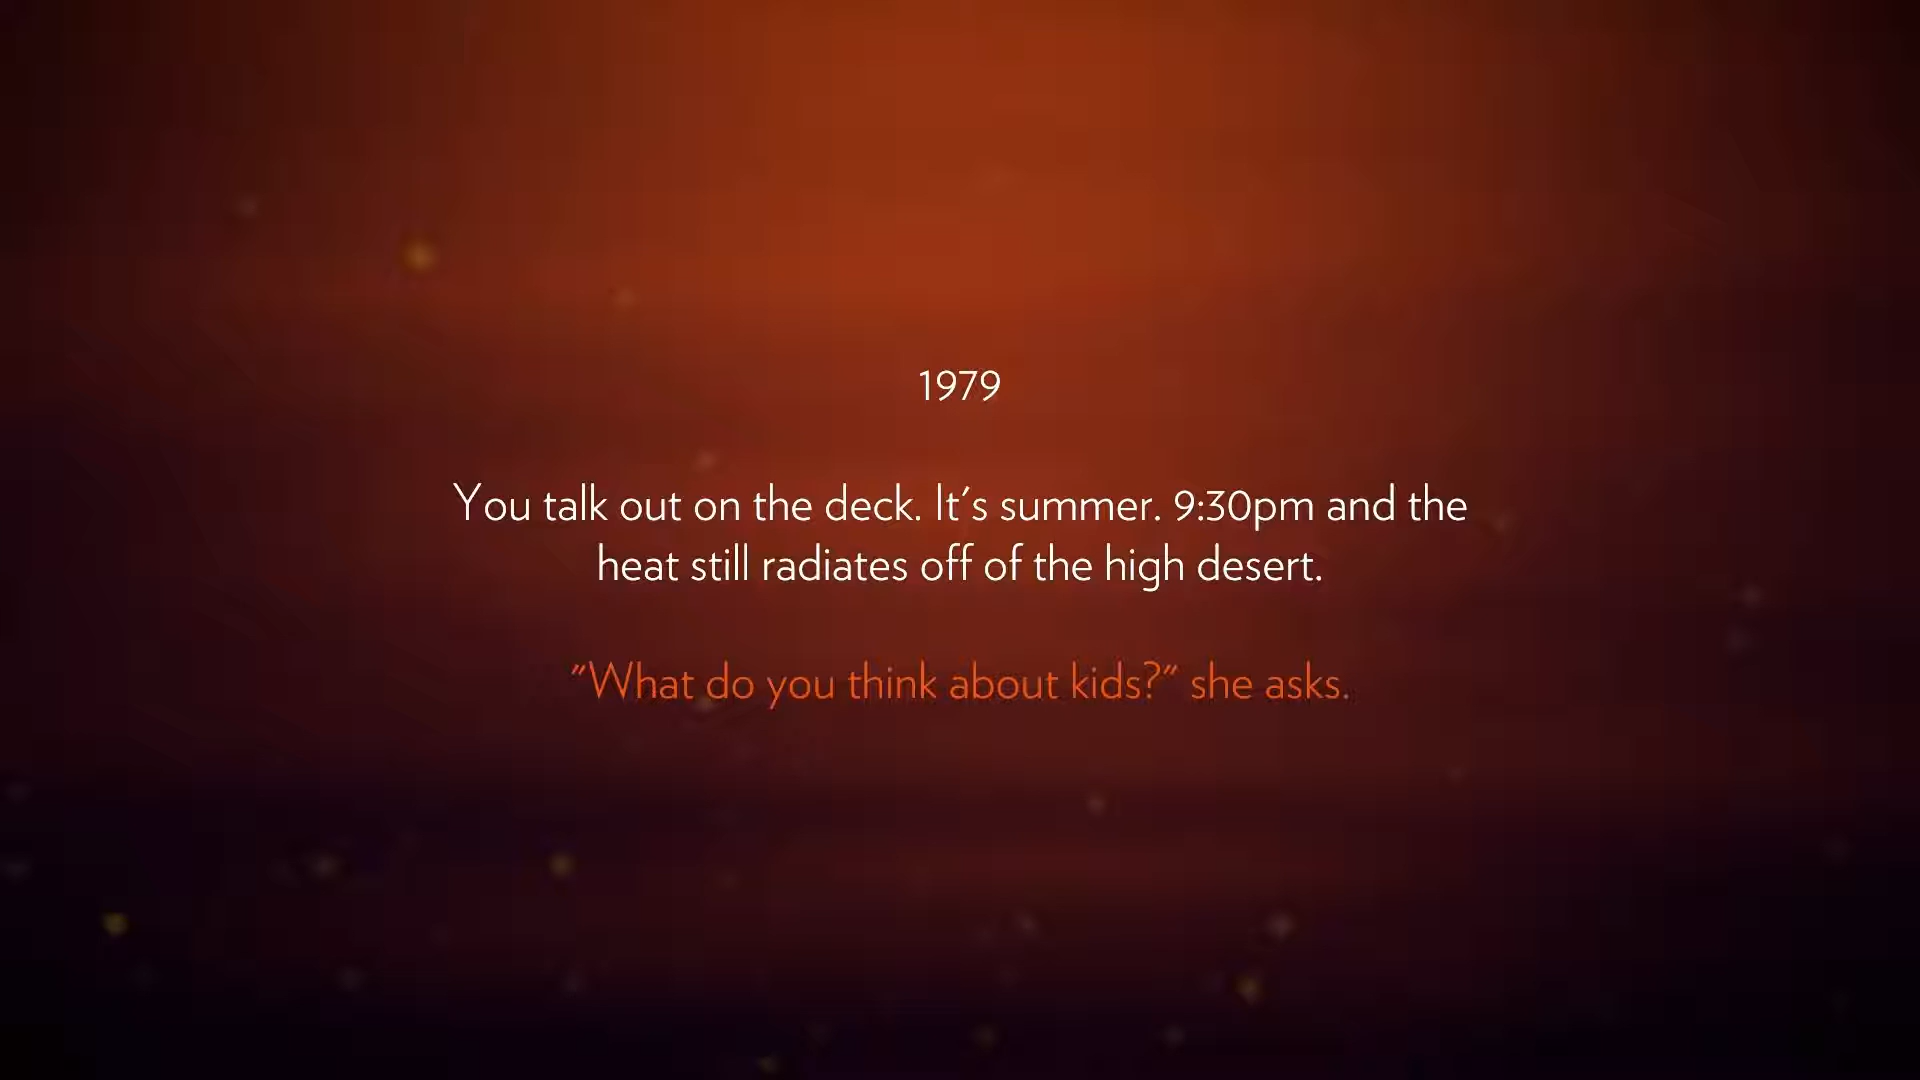 1979
You talk out on the deck. It's summer. 9:30pm and the
heat still radiates off of the high desert.
"What do you think about kids?" she asks.